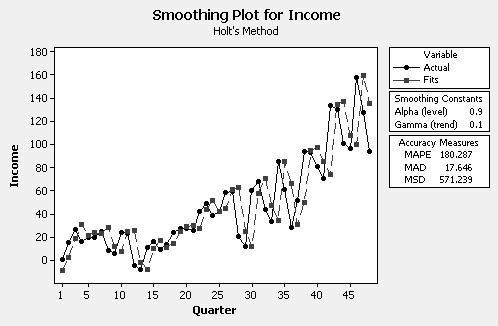 Smoothing Plot for Income
Holt's Method
180
160
140
120
100
80
60
40
20
0
Income
1
5
10
15
20
25
30
35
40
45
Quarter
Variable
Actual
Fits
Smoothing Constants
Alpha (level) 0.9
Gamma (trend) 0.1
Accuracy Measures
MAPE 180.287
MAD 17.646
MSD 571.239